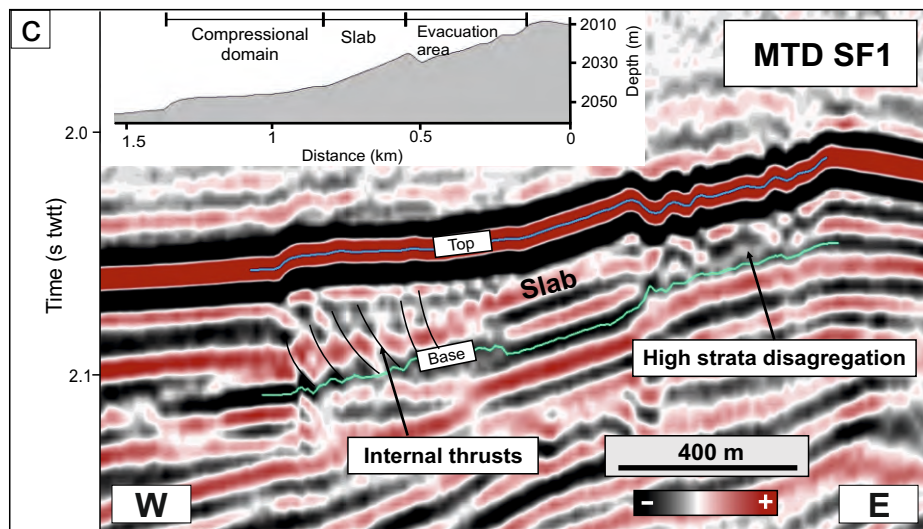 C
Compressional
domain
Slab
Evacuation
area
2010
2030
2050
Depth (m)
1.5
1
0.5
0
Distance (km)
MTD SF1
2.0
2.1
Time (s twtt)
Top
Slab
Base
High strata disagregation
Internal thrusts
400 m
W
-
+
E